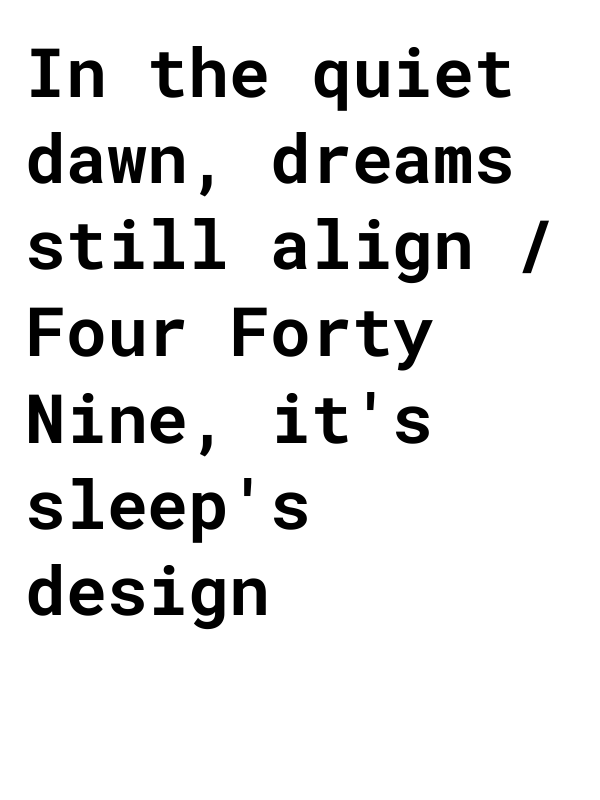 In the quiet
dawn, dreams
still align /
Four Forty
Nine, it's
sleep's
design